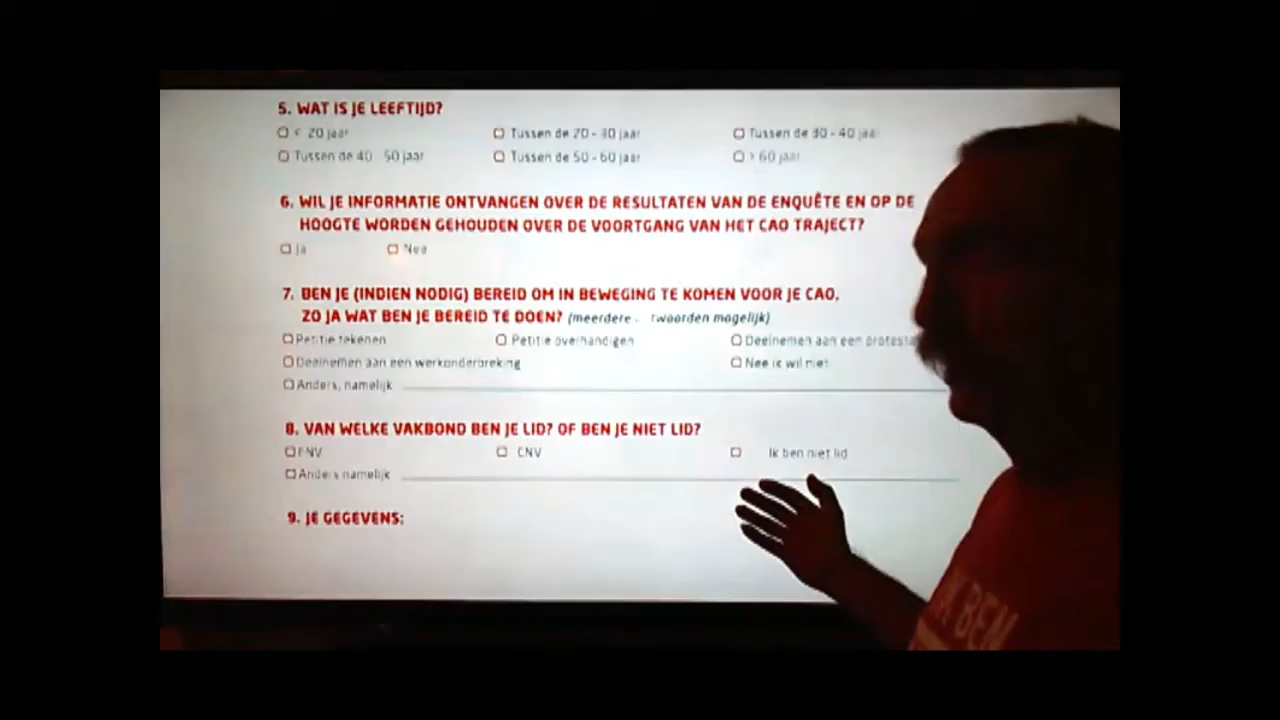 5. WAT IS JE LEEFTIJD?
< 20 jaar
Tussen de 20 - 30 jaar
Tussen de 30 - 40 jaar
Tussen de 40 - 50 jaar
Tussen de 50 - 60 jaar
> 60 jaar
6. WIL JE INFORMATIE ONTVANGEN OVER DE RESULTATEN VAN DE ENQUÊTE EN OP DE
HOOGTE WORDEN GEHOUDEN OVER DE VOORTGANG VAN HET CAO TRAJECT?
Ja
Nee
7. BEN JE (INDIEN NODIG) BEREID OM IN BEWEGING TE KOMEN VOOR JE CAO,
ZO JA WAT BEN JE BEREID TE DOEN? (meerdere mogelijk)
Petitie tekenen
Petitie overhandigen
Deelnemen aan een
Deelnemen aan een werkonderbreking
Nee ik wil niet
Anders, namelijk
8. VAN WELKE VAKBOND BEN JE LID? OF BEN JE NIET LID?
FNV
CNV
Ik ben niet lid
Anders namelijk
9. JE GEGEVENS:
IK BEN